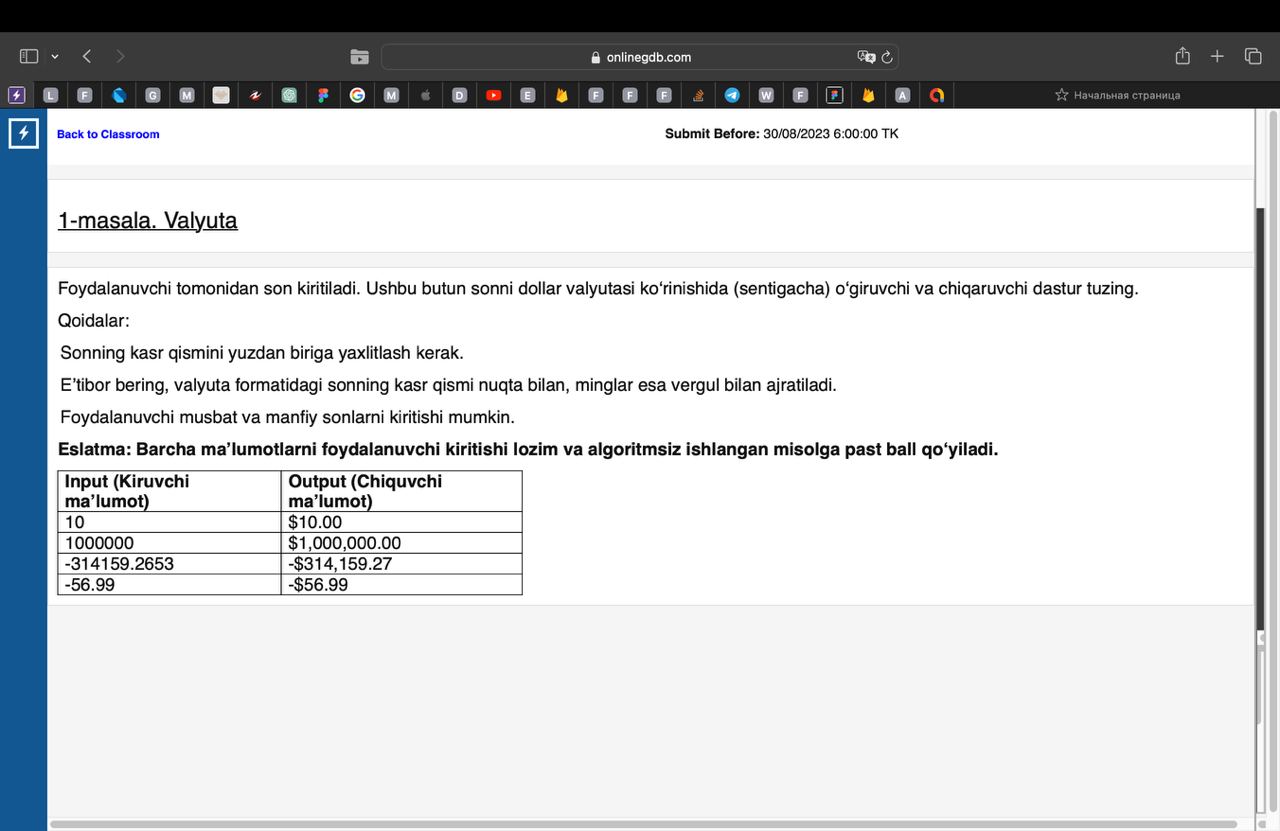 onlinegdb.com
L F G M G M D E F F F W F A
Начальная страница
Back to Classroom
Submit Before: 30/08/2023 6:00:00 TK
1-masala. Valyuta
Foydalanuvchi tomonidan son kiritiladi. Ushbu butun sonni dollar valyutasi ko‘rinishida (sentigacha) o‘giruvchi va chiqaruvchi dastur tuzing.
Qoidalar:
Sonning kasr qismini yuzdan biriga yaxlitlash kerak.
E’tibor bering, valyuta formatidagi sonning kasr qismi nuqta bilan, minglar esa vergul bilan ajratiladi.
Foydalanuvchi musbat va manfiy sonlarni kiritishi mumkin.
Eslatma: Barcha ma’lumotlarni foydalanuvchi kiritishi lozim va algoritmsiz ishlangan misolga past ball qo‘yiladi.
Input (Kiruvchi ma’lumot) Output (Chiquvchi ma’lumot)
10 $10.00
1000000 $1,000,000.00
-314159.2653 -$314,159.27
-56.99 -$56.99